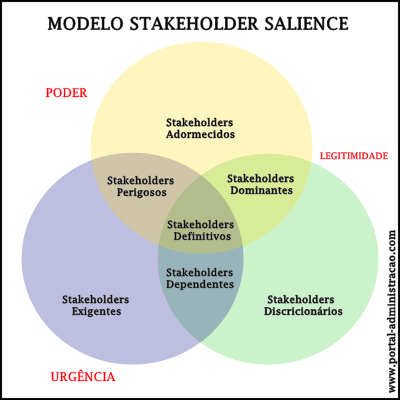 MODELO STAKEHOLDER SALIENCE
PODER
Stakeholders
Adormecidos
LEGITIMIDADE
Stakeholders
Perigosos
Stakeholders
Dominantes
Stakeholders
Definitivos
Stakeholders
Dependentes
Stakeholders
Exigentes
Stakeholders
Discricionários
URGÊNCIA
www.portal-administracao.com